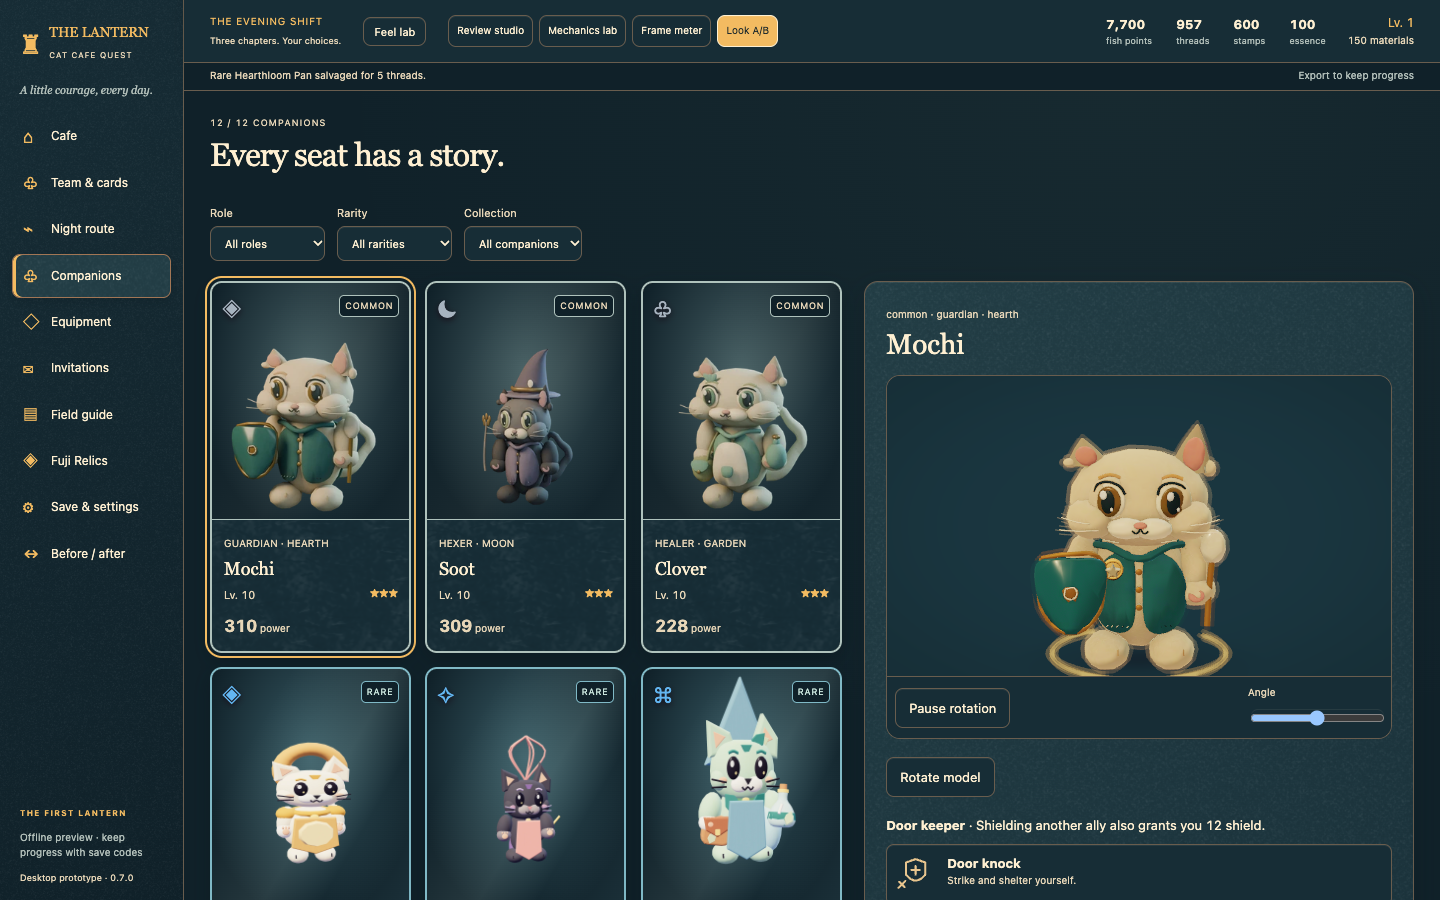 THE LANTERN
CAT CAFE QUEST
A little courage, every day.
Cafe
Team & cards
Night route
Companions
Equipment
Invitations
Field guide
Fuji Relics
Save & settings
Before / after
THE FIRST LANTERN
Offline preview · keep
progress with save codes
Desktop prototype · 0.7.0
THE EVENING SHIFT
Three chapters. Your choices.
Feel lab
Review studio
Mechanics lab
Frame meter
Look A/B
7,700
fish points
957
threads
600
stamps
100
essence
Lv. 1
150 materials
Rare Hearthloom Pan salvaged for 5 threads.
Export to keep progress
12 / 12 COMPANIONS
Every seat has a story.
Role
All roles
Rarity
All rarities
Collection
All companions
COMMON
GUARDIAN · HEARTH
Mochi
Lv. 10
310 power
COMMON
HEXER · MOON
Soot
Lv. 10
309 power
COMMON
HEALER · GARDEN
Clover
Lv. 10
228 power
RARE
RARE
RARE
common · guardian · hearth
Mochi
Pause rotation
Angle
Rotate model
Door keeper · Shielding another ally also grants you 12 shield.
Door knock
Strike and shelter yourself.